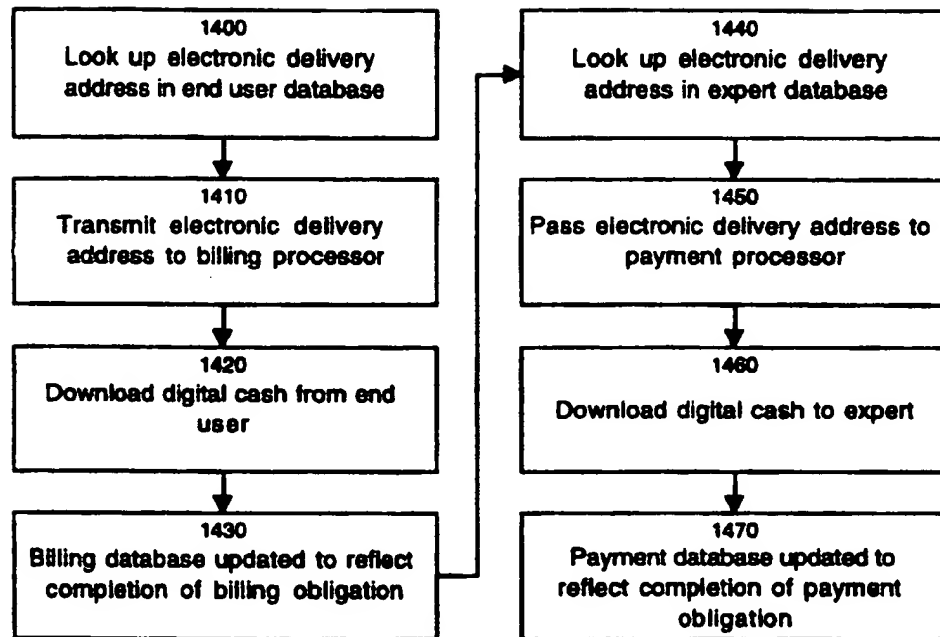 1400
Look up electronic delivery
address in end user database
1410
Transmit electronic delivery
address to billing processor
1420
Download digital cash from end
user
1430
Billing database updated to reflect
completion of billing obligation
1440
Look up electronic delivery
address in expert database
1450
Pass electronic delivery address to
payment processor
1460
Download digital cash to expert
1470
Payment database updated to
reflect completion of payment
obligation